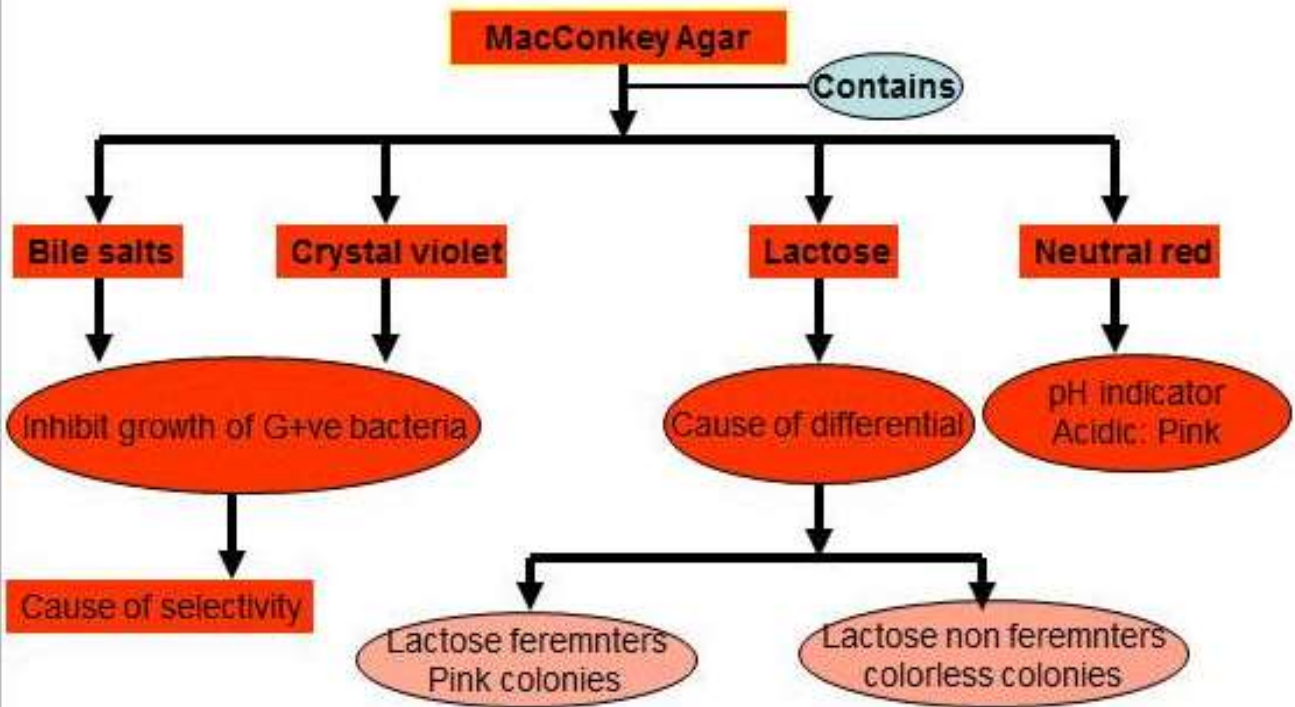 MacConkey Agar
Contains
Bile salts
Crystal violet
Lactose
Neutral red
Inhibit growth of G+ve bacteria
Cause of differential
pH indicator
Acidic: Pink
Cause of selectivity
Lactose feremnters
Pink colonies
Lactose non feremnters
colorless colonies